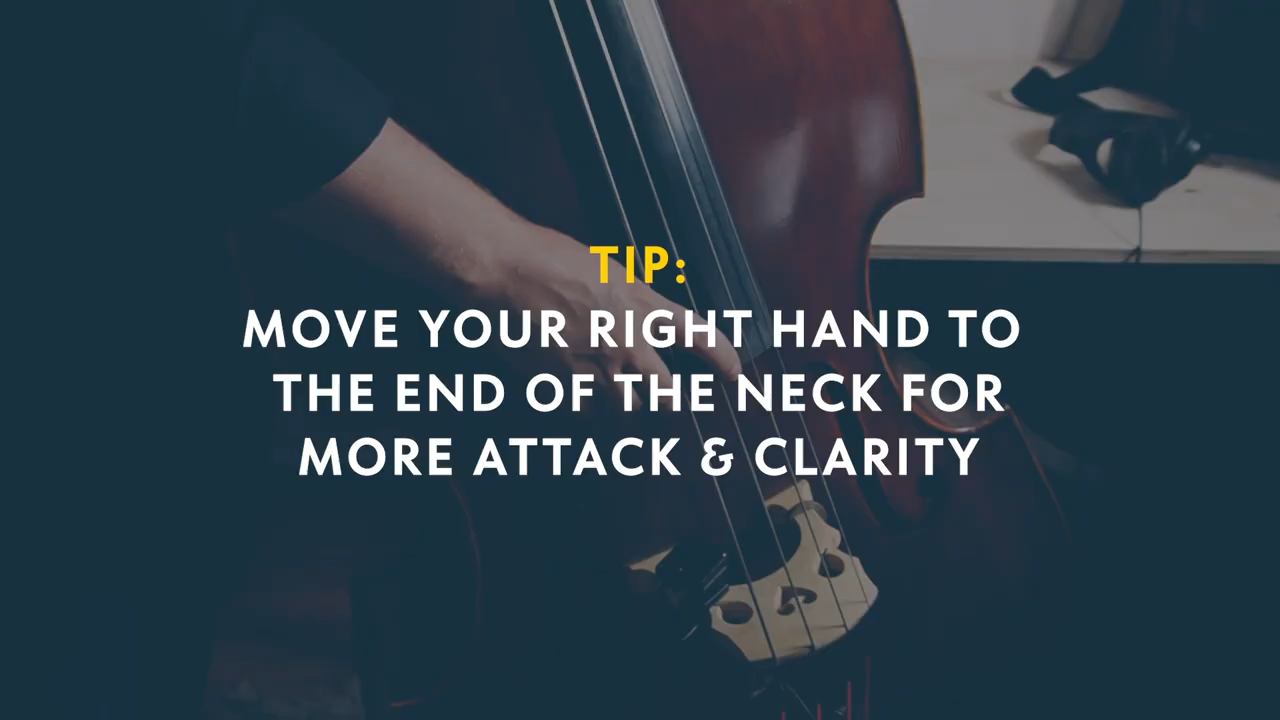 TIP:
MOVE YOUR RIGHT HAND TO
THE END OF THE NECK FOR
MORE ATTACK & CLARITY